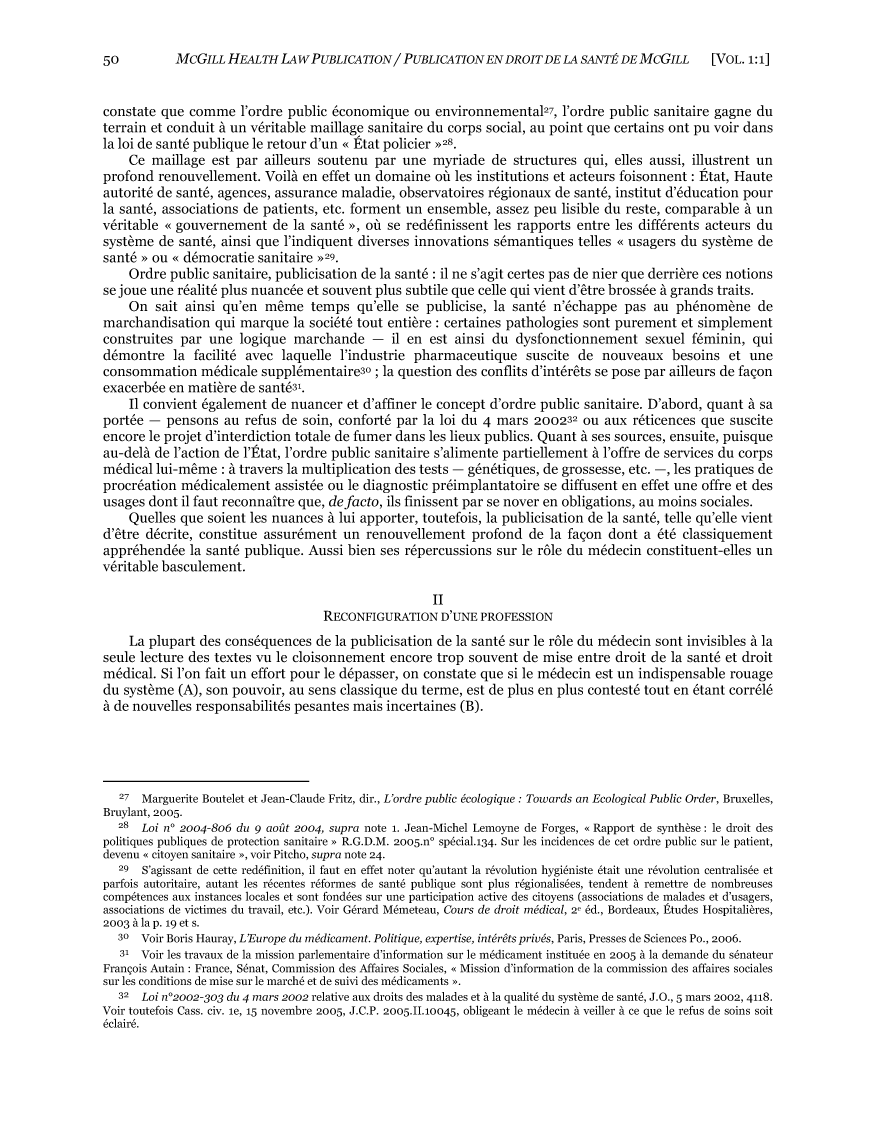 50 MCGILL HEALTH LAW PUBLICATION / PUBLICATION EN DROIT DE LA SANTÉ DE MCGILL [VOL. 1:1]
constate que comme l’ordre public économique ou environnemental27, l’ordre public sanitaire gagne du
terrain et conduit à un véritable maillage sanitaire du corps social, au point que certains ont pu voir dans
la loi de santé publique le retour d’un « État policier »28.
Ce maillage est par ailleurs soutenu par une myriade de structures qui, elles aussi, illustrent un
profond renouvellement. Voilà en effet un domaine où les institutions et acteurs foisonnent : État, Haute
autorité de santé, agences, assurance maladie, observatoires régionaux de santé, institut d’éducation pour
la santé, associations de patients, etc. forment un ensemble, assez peu lisible du reste, comparable à un
véritable « gouvernement de la santé », où se redéfinissent les rapports entre les différents acteurs du
système de santé, ainsi que l’indiquent diverses innovations sémantiques telles « usagers du système de
santé » ou « démocratie sanitaire »29.
Ordre public sanitaire, publicisation de la santé : il ne s’agit certes pas de nier que derrière ces notions
se joue une réalité plus nuancée et souvent plus subtile que celle qui vient d’être brossée à grands traits.
On sait ainsi qu’en même temps qu’elle se publicise, la santé n’échappe pas au phénomène de
marchandisation qui marque la société tout entière : certaines pathologies sont purement et simplement
construites par une logique marchande — il en est ainsi du dysfonctionnement sexuel féminin, qui
démontre la facilité avec laquelle l’industrie pharmaceutique suscite de nouveaux besoins et une
consommation médicale supplémentaire30 ; la question des conflits d’intérêts se pose par ailleurs de façon
exacerbée en matière de santé31.
Il convient également de nuancer et d’affiner le concept d’ordre public sanitaire. D’abord, quant à sa
portée — pensons au refus de soin, conforté par la loi du 4 mars 200232 ou aux réticences que suscite
encore le projet d’interdiction totale de fumer dans les lieux publics. Quant à ses sources, ensuite, puisque
au-delà de l’action de l’État, l’ordre public sanitaire s’alimente partiellement à l’offre de services du corps
médical lui-même : à travers la multiplication des tests — génétiques, de grossesse, etc. —, les pratiques de
procréation médicalement assistée ou le diagnostic préimplantatoire se diffusent en effet une offre et des
usages dont il faut reconnaître que, de facto, ils finissent par se nover en obligations, au moins sociales.
Quelles que soient les nuances à lui apporter, toutefois, la publicisation de la santé, telle qu’elle vient
d’être décrite, constitue assurément un renouvellement profond de la façon dont a été classiquement
appréhendée la santé publique. Aussi bien ses répercussions sur le rôle du médecin constituent-elles un
véritable basculement.
II
RECONFIGURATION D’UNE PROFESSION
La plupart des conséquences de la publicisation de la santé sur le rôle du médecin sont invisibles à la
seule lecture des textes vu le cloisonnement encore trop souvent de mise entre droit de la santé et droit
médical. Si l’on fait un effort pour le dépasser, on constate que si le médecin est un indispensable rouage
du système (A), son pouvoir, au sens classique du terme, est de plus en plus contesté tout en étant corrélé
à de nouvelles responsabilités pesantes mais incertaines (B).
27 Marguerite Boutelet et Jean-Claude Fritz, dir., L’ordre public écologique : Towards an Ecological Public Order, Bruxelles,
Bruylant, 2005.
28 Loi n° 2004-806 du 9 août 2004, supra note 1. Jean-Michel Lemoyne de Forges, « Rapport de synthèse : le droit des
politiques publiques de protection sanitaire » R.G.D.M. 2005.n° spécial.134. Sur les incidences de cet ordre public sur le patient,
devenu « citoyen sanitaire », voir Pitcho, supra note 24.
29 S’agissant de cette redéfinition, il faut en effet noter qu’autant la révolution hygiéniste était une révolution centralisée et
parfois autoritaire, autant les récentes réformes de santé publique sont plus régionalisées, tendent à remettre de nombreuses
compétences aux instances locales et sont fondées sur une participation active des citoyens (associations de malades et d’usagers,
associations de victimes du travail, etc.). Voir Gérard Mémeteau, Cours de droit médical, 2e éd., Bordeaux, Études Hospitalières,
2003 à la p. 19 et s.
30 Voir Boris Hauray, L’Europe du médicament. Politique, expertise, intérêts privés, Paris, Presses de Sciences Po., 2006.
31 Voir les travaux de la mission parlementaire d’information sur le médicament instituée en 2005 à la demande du sénateur
François Autain : France, Sénat, Commission des Affaires Sociales, « Mission d’information de la commission des affaires sociales
sur les conditions de mise sur le marché et de suivi des médicaments ».
32 Loi n°2002-303 du 4 mars 2002 relative aux droits des malades et à la qualité du système de santé, J.O., 5 mars 2002, 4118.
Voir toutefois Cass. civ. 1e, 15 novembre 2005, J.C.P. 2005.II.10045, obligeant le médecin à veiller à ce que le refus de soins soit
éclairé.